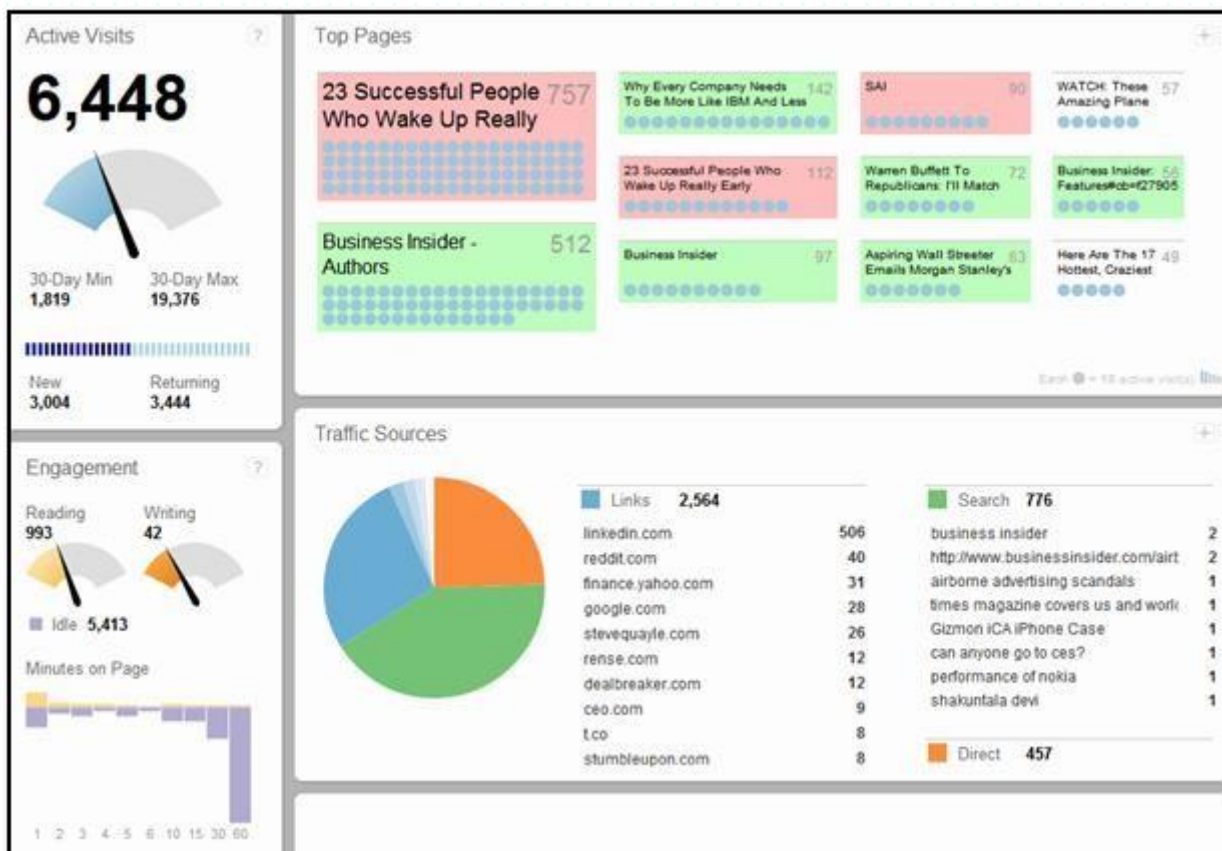 Active Visits
?
6,448
30-Day Min
1,819
30-Day Max
19,376
New
3,004
Returning
3,444
Engagement
?
Reading
993
Writing
42
Idle 5,413
Minutes on Page
1 2 3 4 5 6 10 15 30 60
Top Pages
+
23 Successful People 757
Who Wake Up Really
Business Insider - 512
Authors
Why Every Company Needs 142
To Be More Like IBM And Less
23 Successful People Who 112
Wake Up Really Early
Business Insider 97
SAI 90
Warren Buffett To 72
Republicans: I'll Match
Aspiring Wall Streeter 63
Emails Morgan Stanley's
WATCH: These 57
Amazing Plane
Business Insider: 56
Features#cb=f27905
Here Are The 17 49
Hottest, Craziest
Each = 10 active visit(s)
Traffic Sources
+
Links 2,564
linkedin.com 506
reddit.com 40
finance.yahoo.com 31
google.com 28
stevequayle.com 26
rense.com 12
dealbreaker.com 12
ceo.com 9
t.co 8
stumbleupon.com 8
Search 776
business insider 2
http://www.businessinsider.com/airt 2
airborne advertising scandals 1
times magazine covers us and world 1
Gizmon iCA iPhone Case 1
can anyone go to ces? 1
performance of nokia 1
shakuntala devi 1
Direct 457